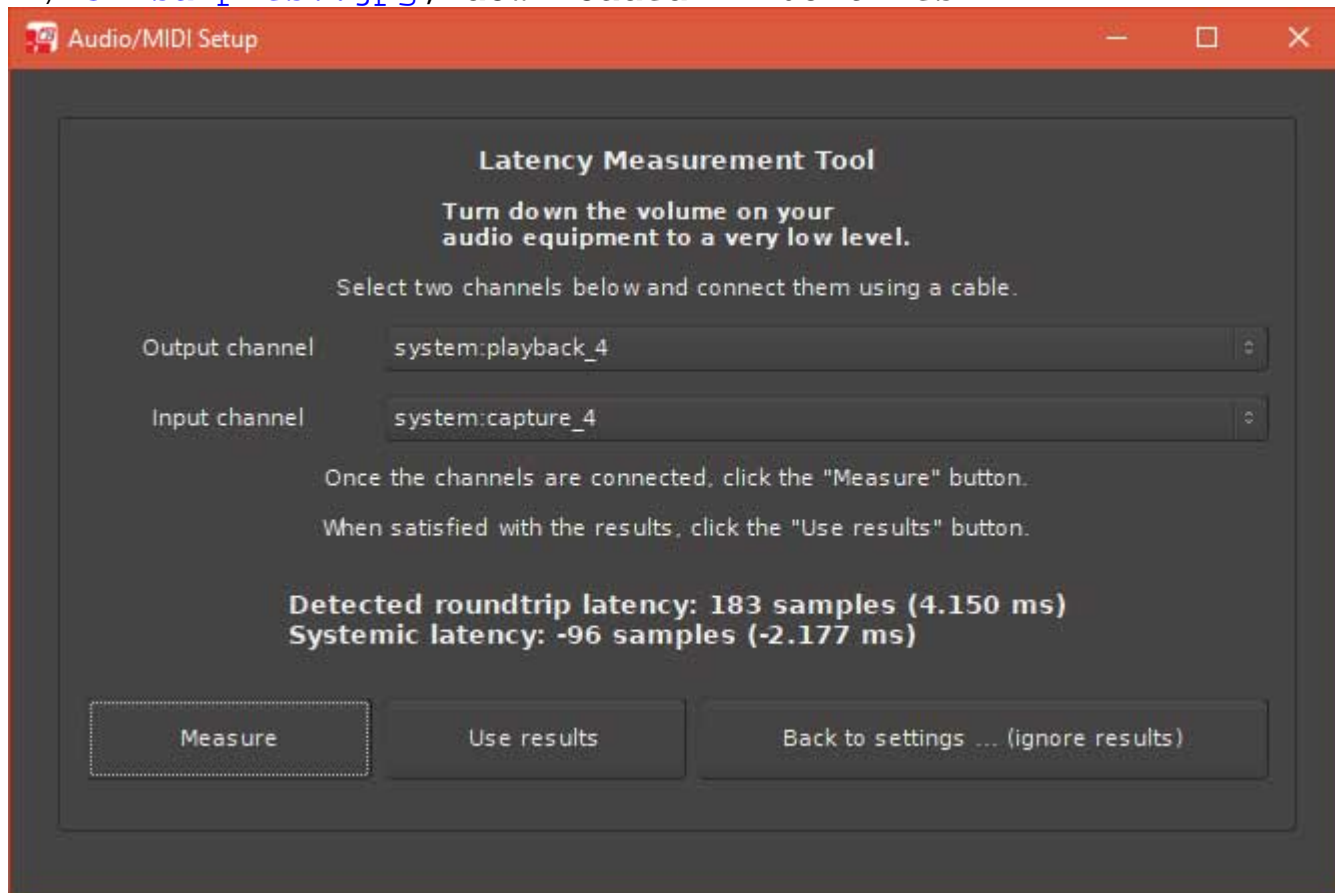 Audio/MIDI Setup
Latency Measurement Tool
Turn down the volume on your
audio equipment to a very low level.
Select two channels below and connect them using a cable.
Output channel system:playback_4
Input channel system:capture_4
Once the channels are connected, click the "Measure" button.
When satisfied with the results, click the "Use results" button.
Detected roundtrip latency: 183 samples (4.150 ms)
Systemic latency: -96 samples (-2.177 ms)
Measure Use results Back to settings ... (ignore results)